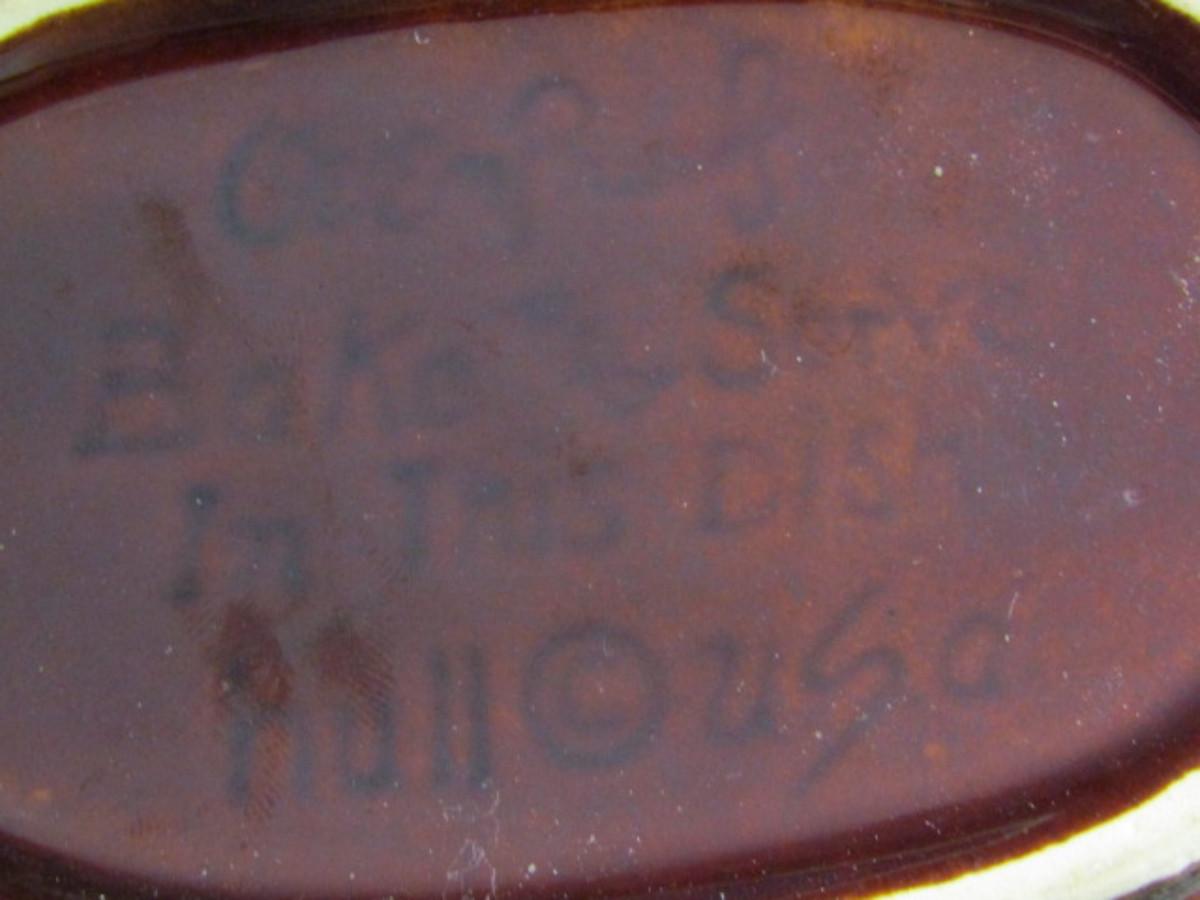 Bake & Serve
In This Dish
Hull © usa